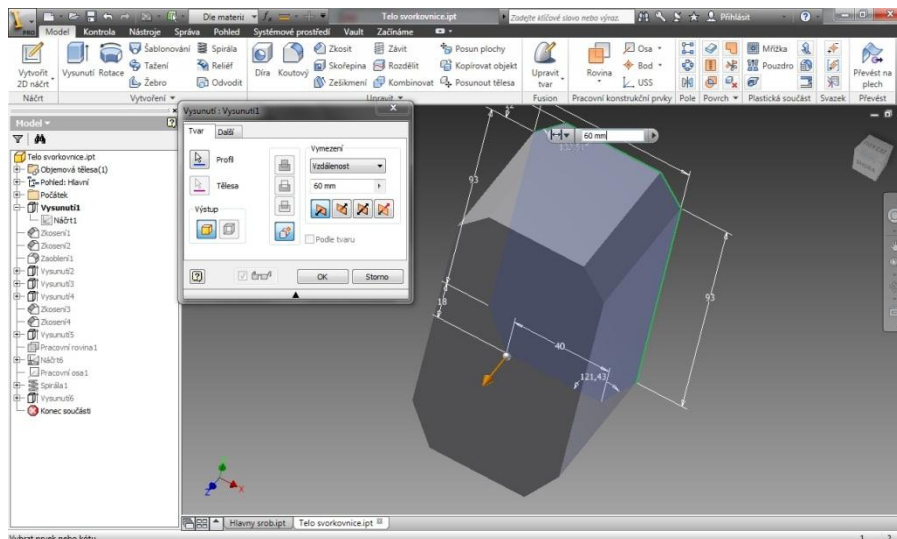 PRO
Dle materiá
Telo svorkovnice.ipt
Zadejte klíčové slovo nebo výraz.
Přihlásit
Model Kontrola Nástroje Správa Pohled Systémové prostředí Vault Začínáme
Vytvořit 2D náčrt
Vysunutí
Rotace
Šablonování
Tažení
Žebro
Spirála
Reliéf
Odvodit
Díra
Koutový
Zkosit
Skořepina
Zešikmení
Závit
Rozdělit
Kombinovat
Posun plochy
Kopírovat objekt
Posunout tělesa
Upravit tvar
Rovina
Osa
Bod
USS
Mřížka
Pouzdro
Převést na plech
Náčrt
Vytvoření
Upravit
Fusion
Pracovní konstrukční prvky
Pole
Povrch
Plastická součást
Svazek
Převést
Model
Telo svorkovnice.ipt
Objemová tělesa(1)
Pohled: Hlavní
Počátek
Vysunutí1
Náčrt1
Zkosení1
Zkosení2
Zaoblení1
Vysunutí2
Vysunutí3
Vysunutí4
Zkosení3
Zkosení4
Vysunutí5
Pracovní rovina1
Náčrt6
Pracovní osa1
Spirála1
Vysunutí6
Konec součásti
Vysunutí : Vysunutí1
Tvar
Další
Profil
Tělesa
Výstup
Vymezení
Vzdálenost
60 mm
Podle tvaru
OK
Storno
60 mm
93
93
18
40
121,43
Hlavny srob.ipt
Telo svorkovnice.ipt
Vybrat prvek nebo kótu
1 2